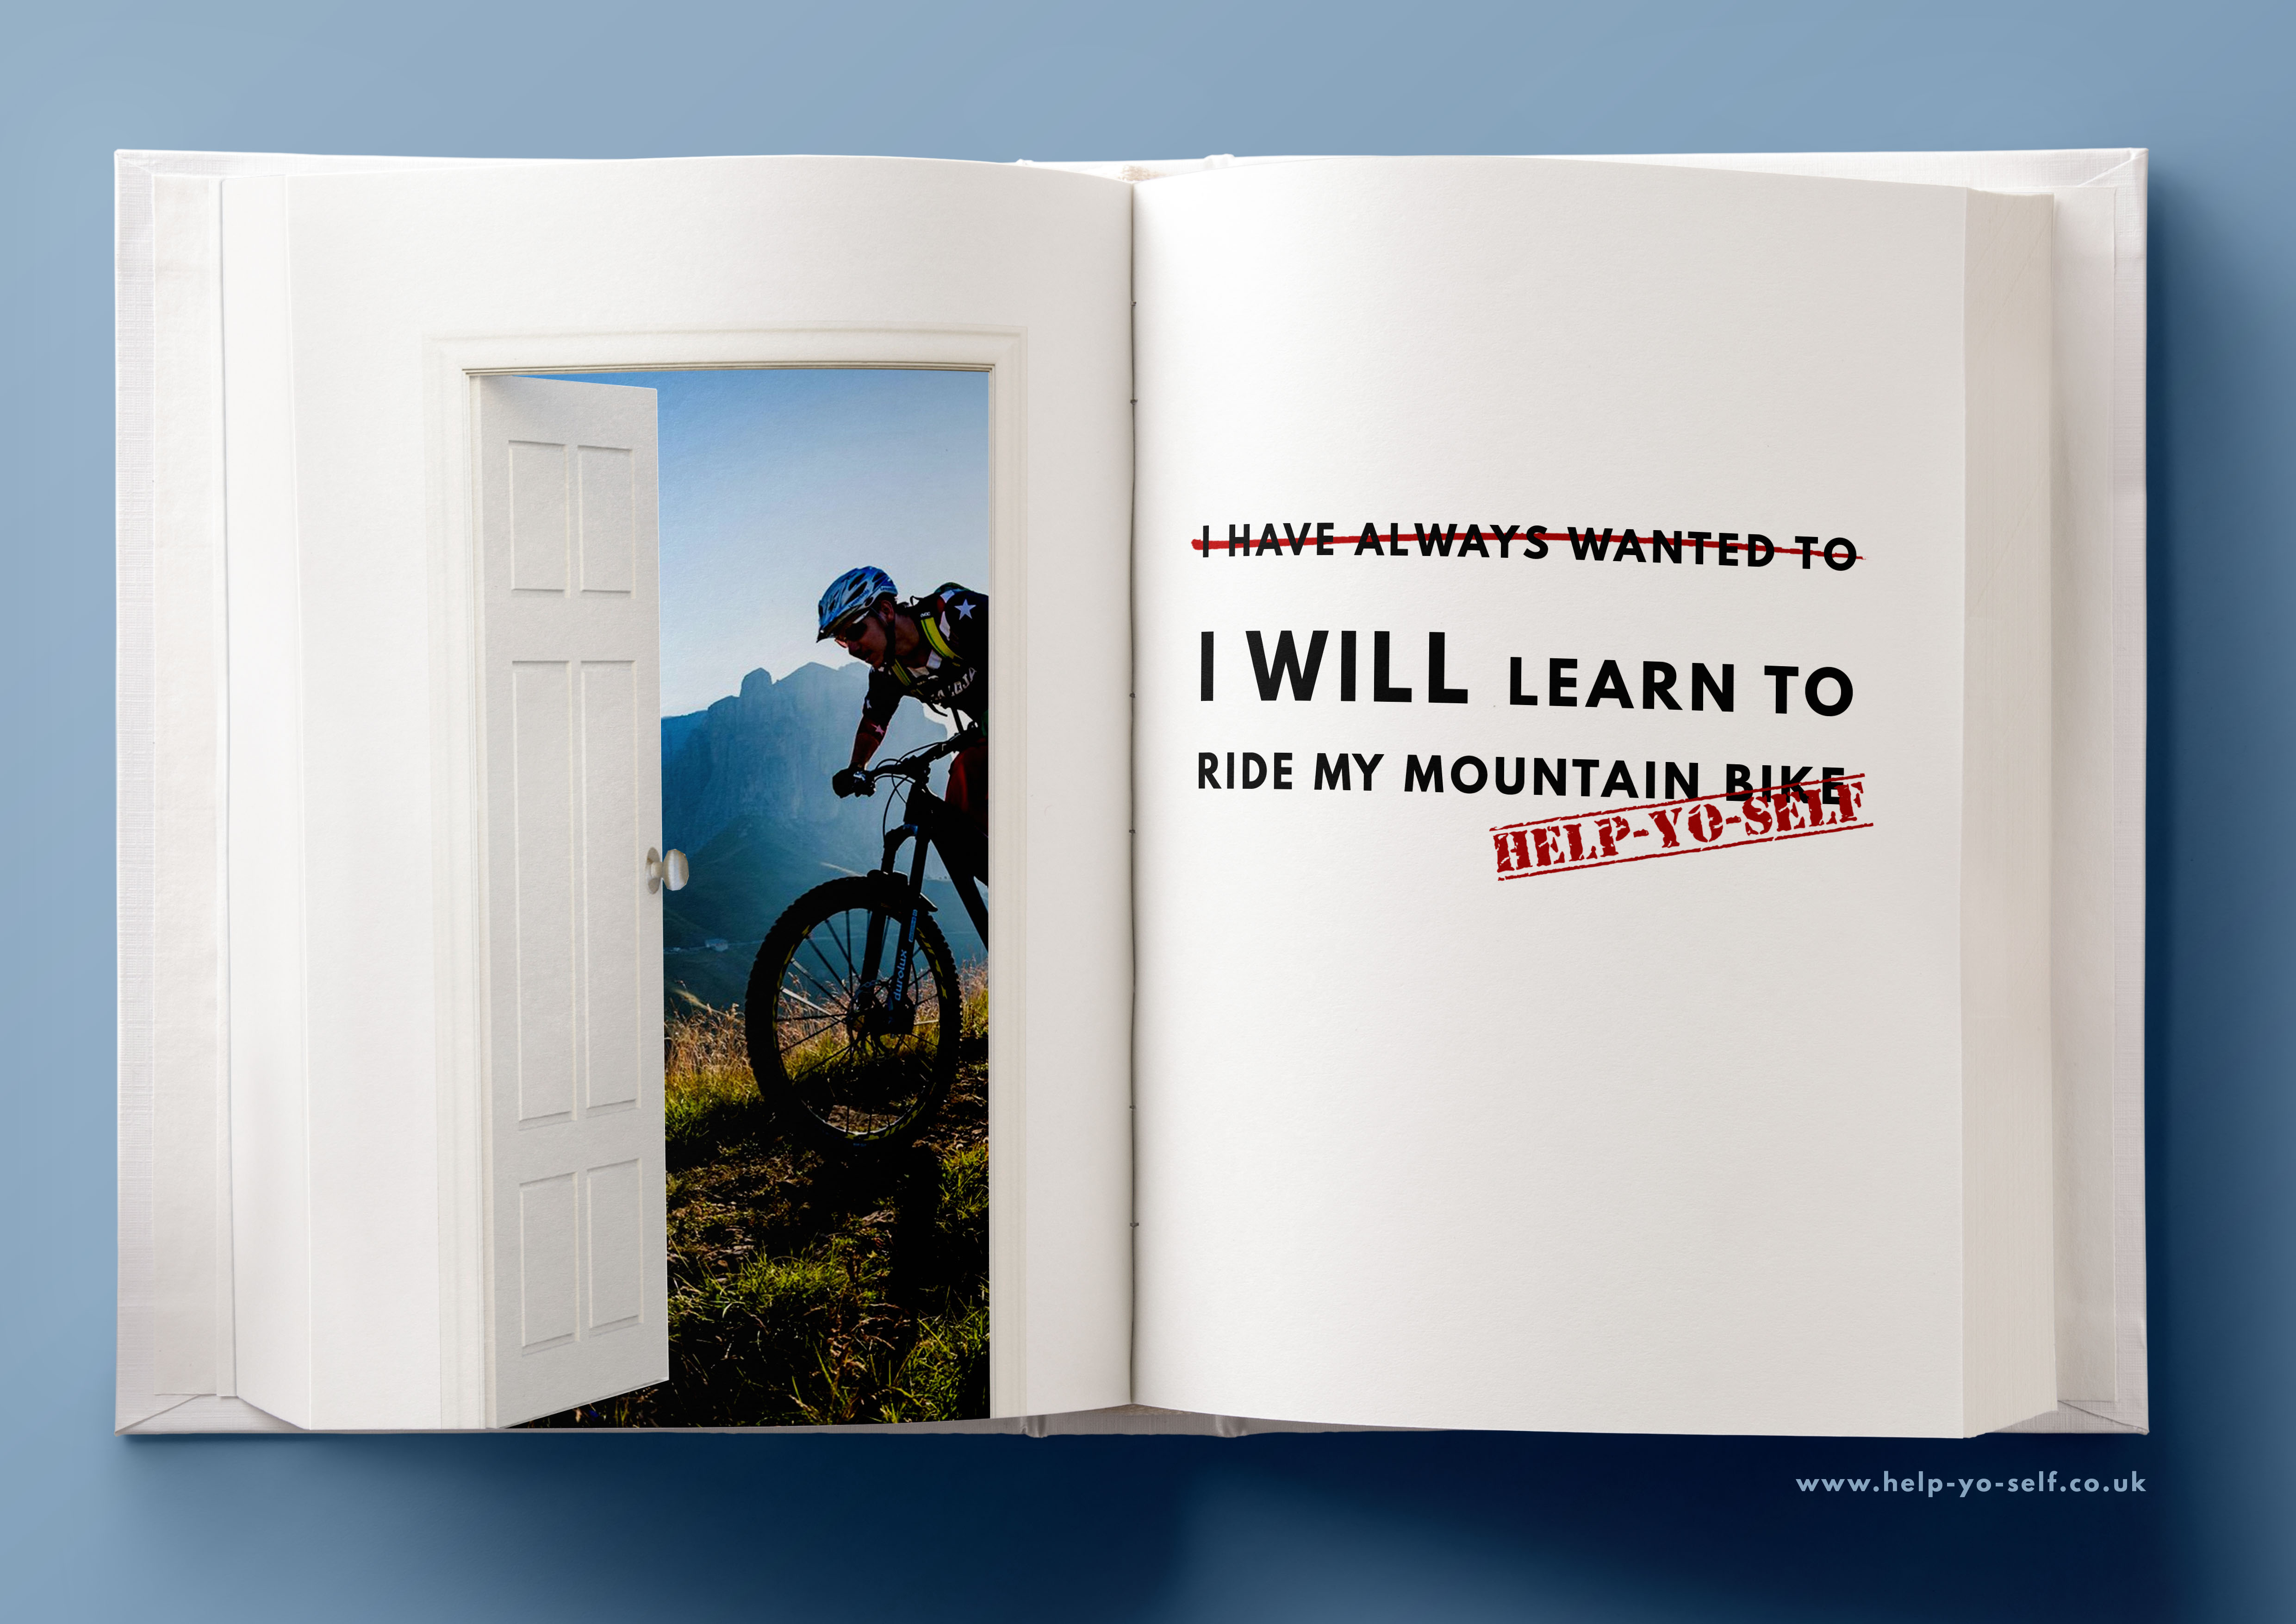 I HAVE ALWAYS WANTED TO
I WILL LEARN TO
RIDE MY MOUNTAIN BIKE
HELP-YO-SELF
durolux
www.help-yo-self.co.uk